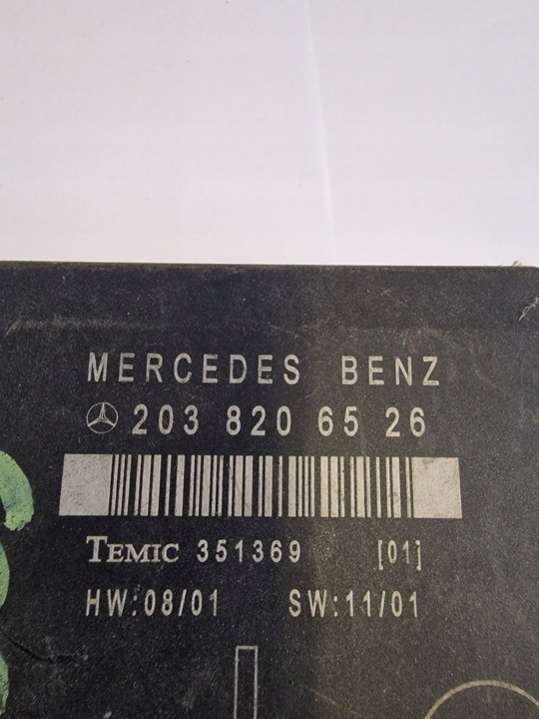 MERCEDES BENZ
203 820 65 26
TEMIC 351369 [01]
HW:08/01 SW:11/01